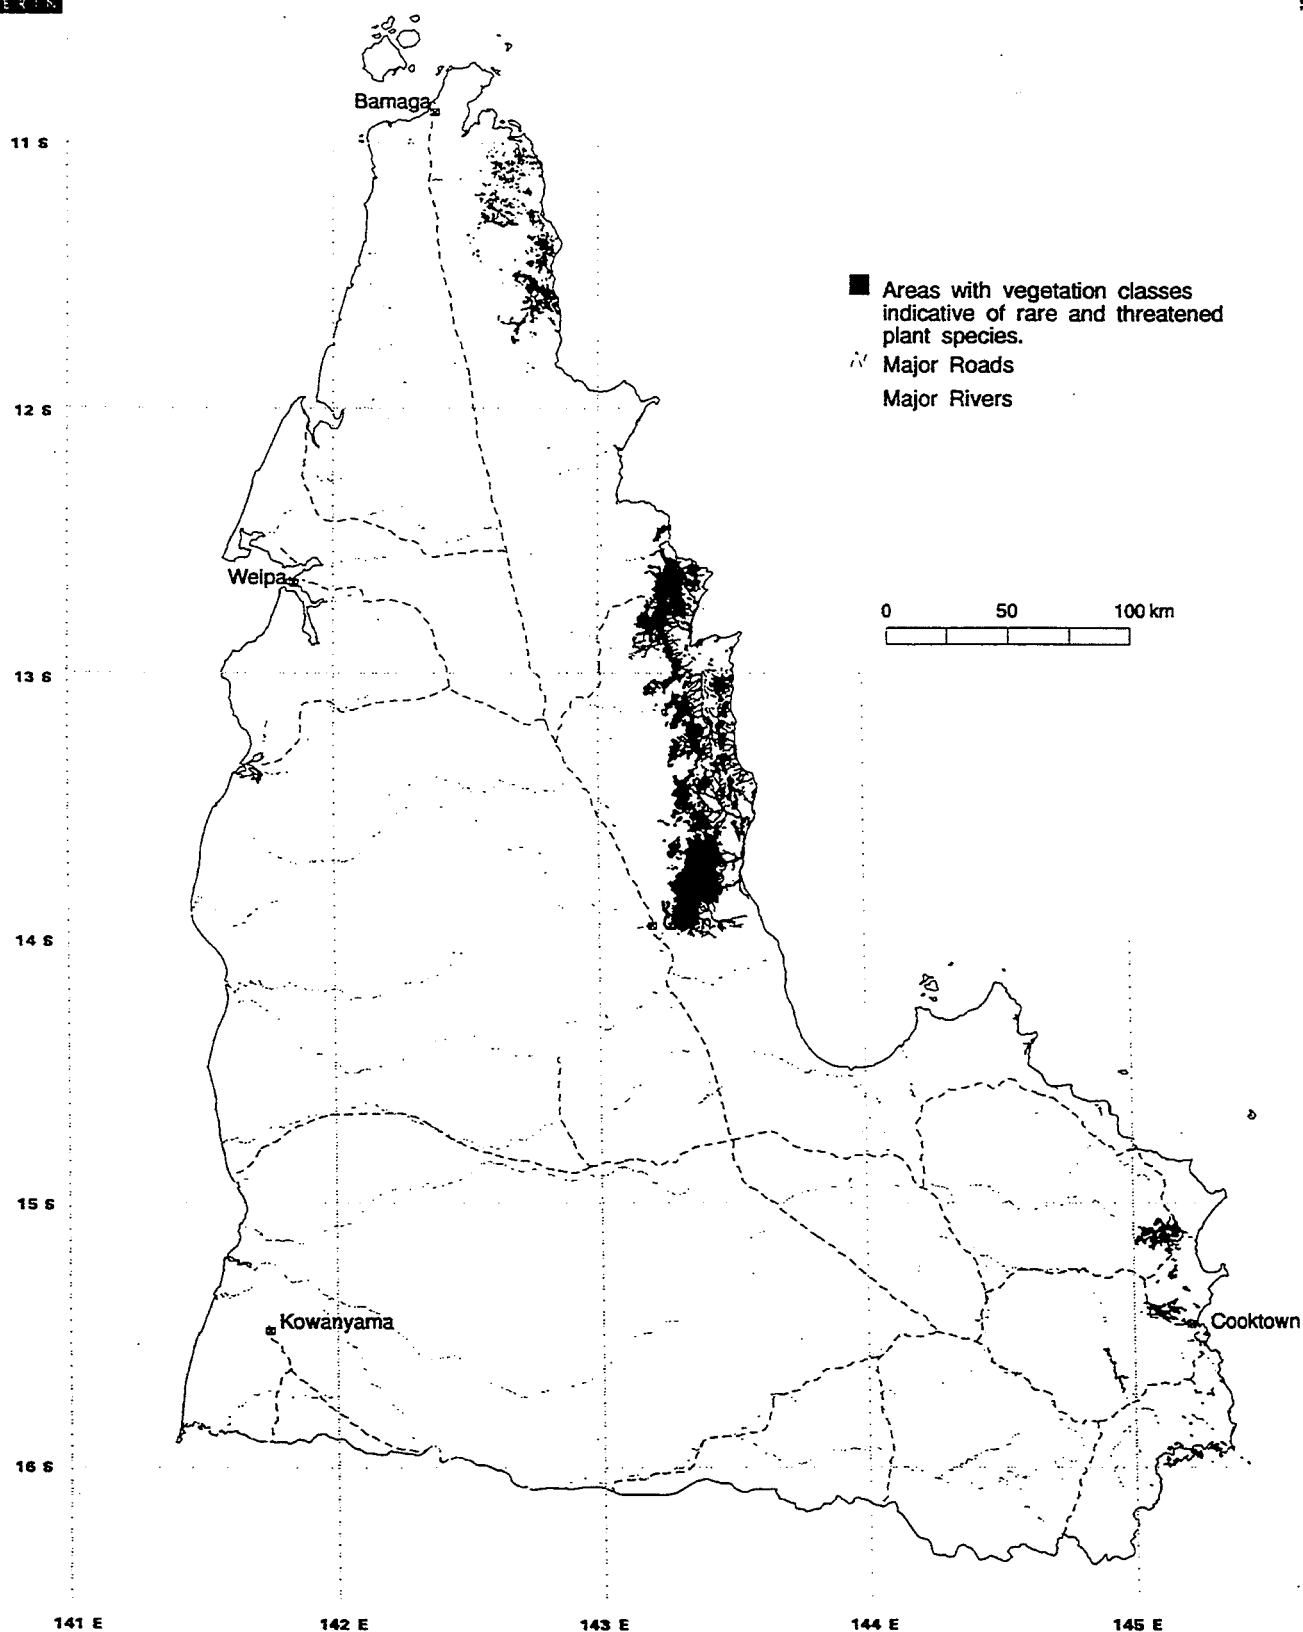 ERIN
Bamaga
11 S
Areas with vegetation classes
indicative of rare and threatened
plant species.
Major Roads
Major Rivers
12 S
Weipa
0 50 100 km
13 S
14 S
15 S
Kowanyama
Cooktown
16 S
141 E 142 E 143 E 144 E 145 E